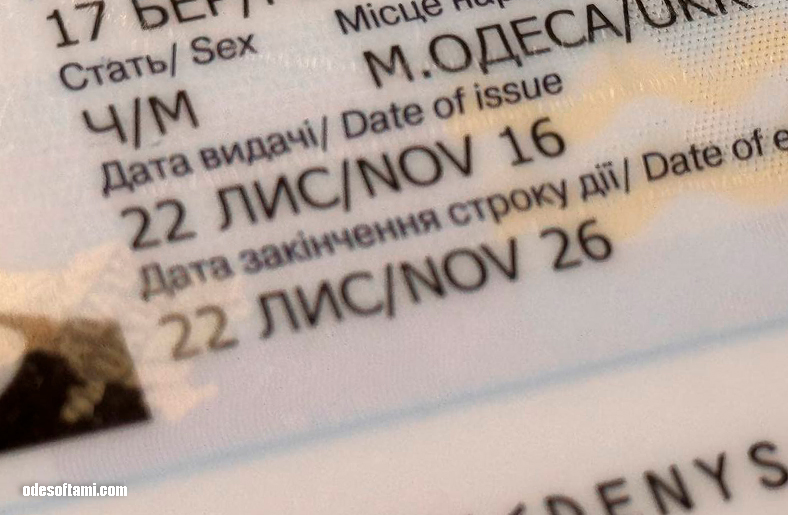 17 БЕР/
Місце
Стать/ Sex
М.ОДЕСА/UKR
Ч/M
Дата видачі/ Date of issue
22 ЛИС/NOV 16
Дата закінчення строку дії/ Date of e
22 ЛИС/NOV 26
DENYS
odesoftami.com